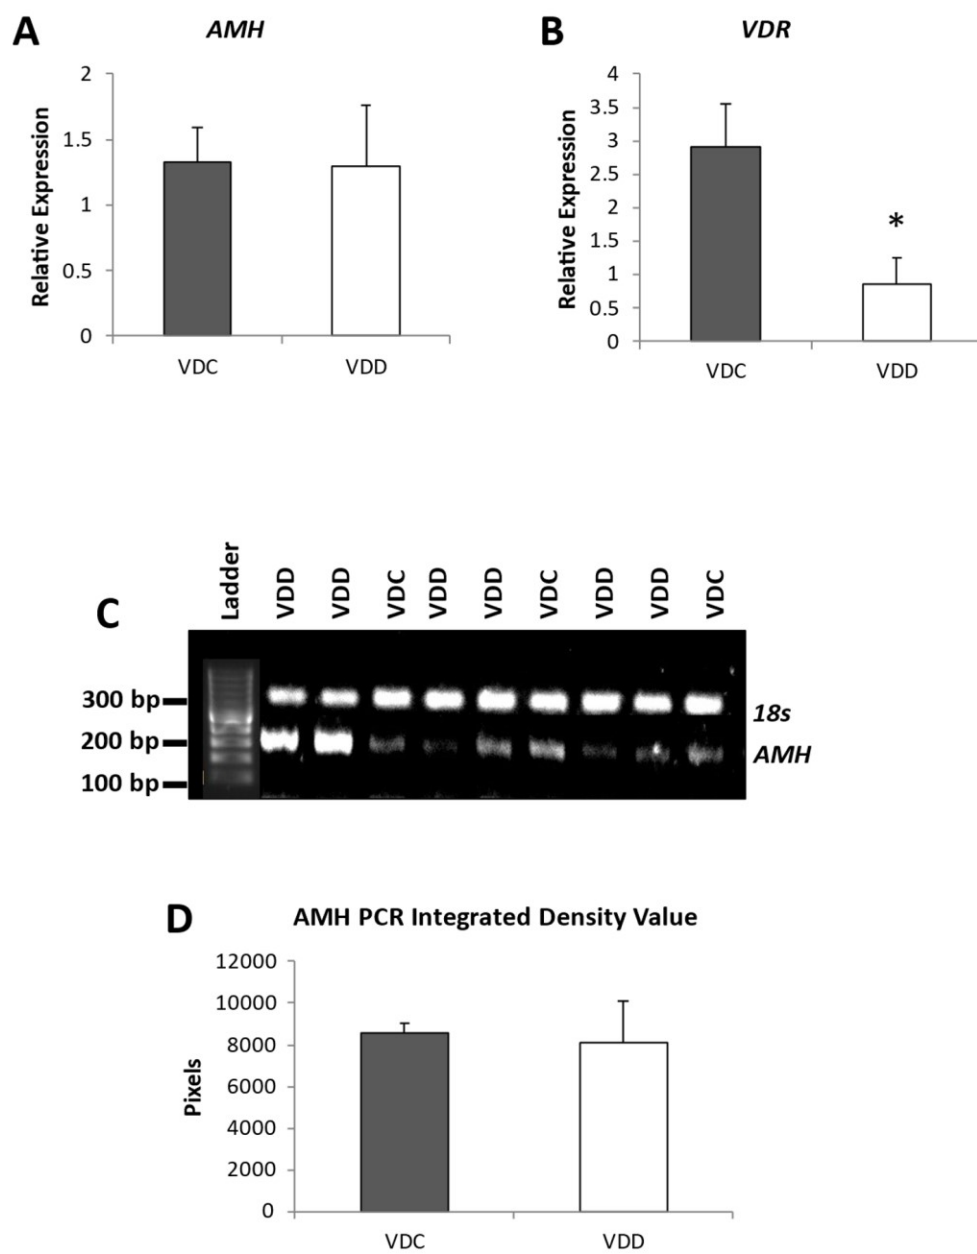 A
AMH
Relative Expression
2
1.5
1
0.5
0
VDC
VDD
B
VDR
Relative Expression
4
3.5
3
2.5
2
1.5
1
0.5
0
*
VDC
VDD
C
Ladder
VDD
VDD
VDC
VDD
VDD
VDC
VDD
VDD
VDC
300 bp
200 bp
100 bp
18s
AMH
D
AMH PCR Integrated Density Value
Pixels
12000
10000
8000
6000
4000
2000
0
VDC
VDD